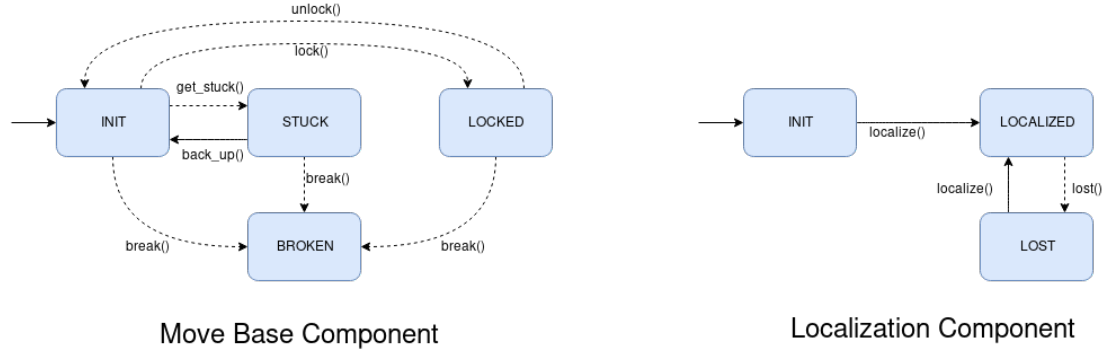 unlock()
lock()
get_stuck()
INIT
STUCK
LOCKED
back_up()
break()
break()
BROKEN
break()
Move Base Component
INIT
LOCALIZED
localize()
localize()
lost()
LOST
Localization Component